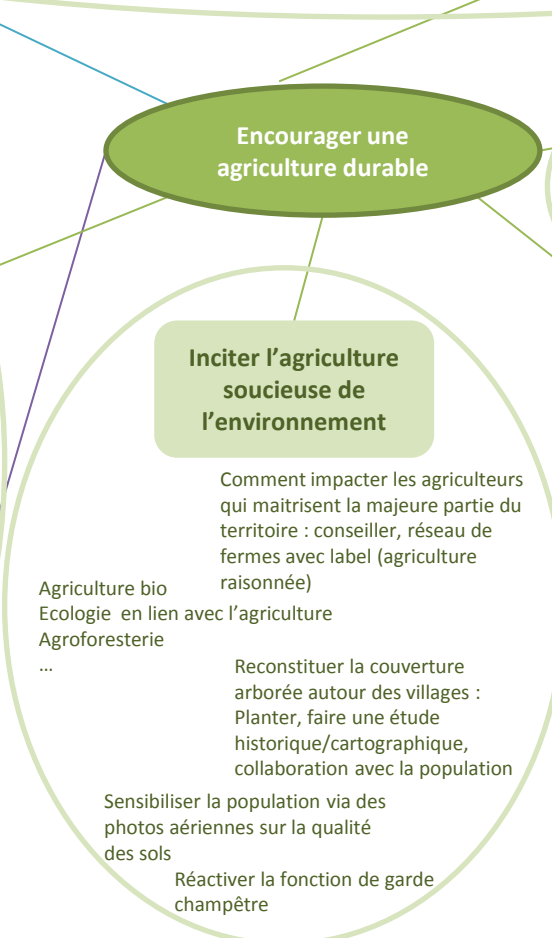 Encourager une
agriculture durable
Inciter l’agriculture
soucieuse de
l’environnement
Comment impacter les agriculteurs
qui maitrisent la majeure partie du
territoire : conseiller, réseau de
fermes avec label (agriculture
raisonnée)
Agriculture bio
Ecologie en lien avec l’agriculture
Agroforesterie
…
Reconstituer la couverture
arborée autour des villages :
Planter, faire une étude
historique/cartographique,
collaboration avec la population
Sensibiliser la population via des
photos aériennes sur la qualité
des sols
Réactiver la fonction de garde
champêtre